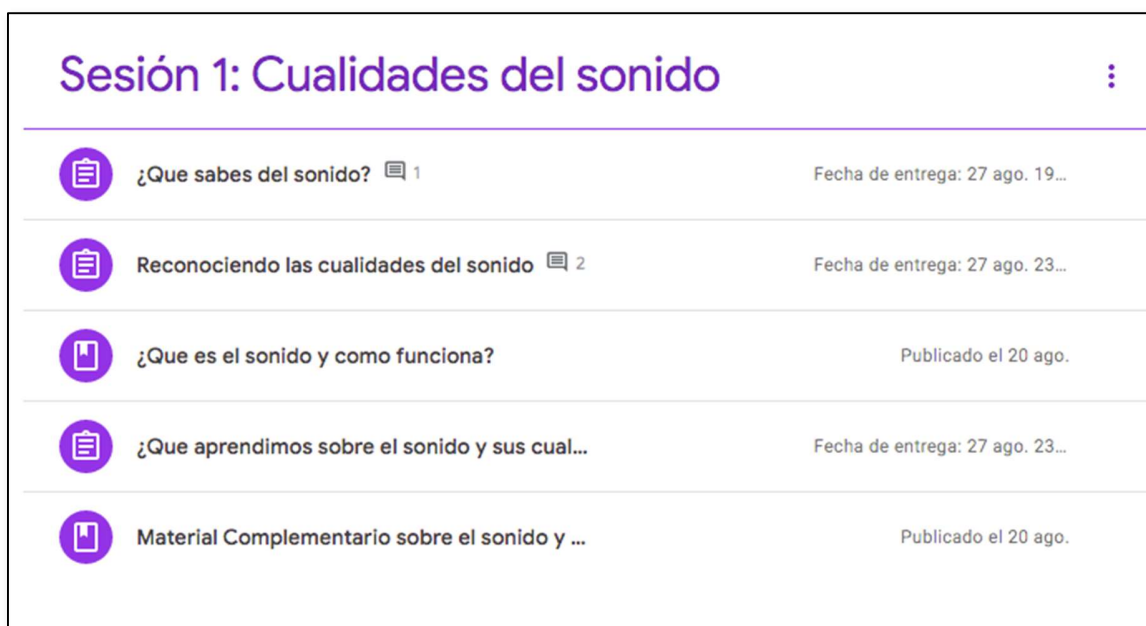 Sesión 1: Cualidades del sonido
¿Que sabes del sonido? 1 Fecha de entrega: 27 ago. 19...
Reconociendo las cualidades del sonido 2 Fecha de entrega: 27 ago. 23...
¿Que es el sonido y como funciona? Publicado el 20 ago.
¿Que aprendimos sobre el sonido y sus cual... Fecha de entrega: 27 ago. 23...
Material Complementario sobre el sonido y ... Publicado el 20 ago.